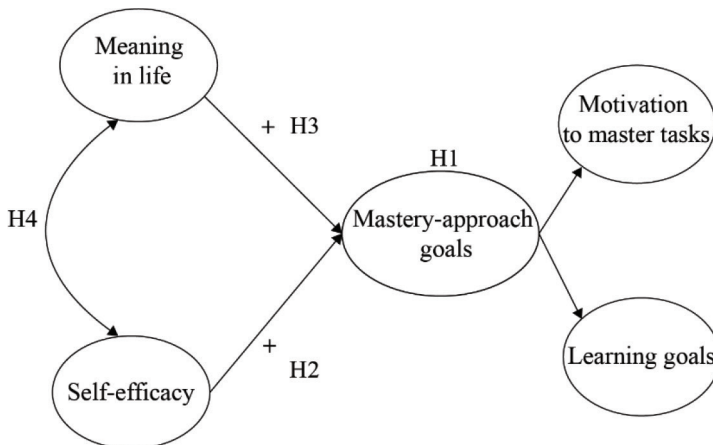 Meaning
in life
+ H3
H4
Self-efficacy
+
H2
H1
Mastery-approach
goals
Motivation
to master tasks
Learning goals